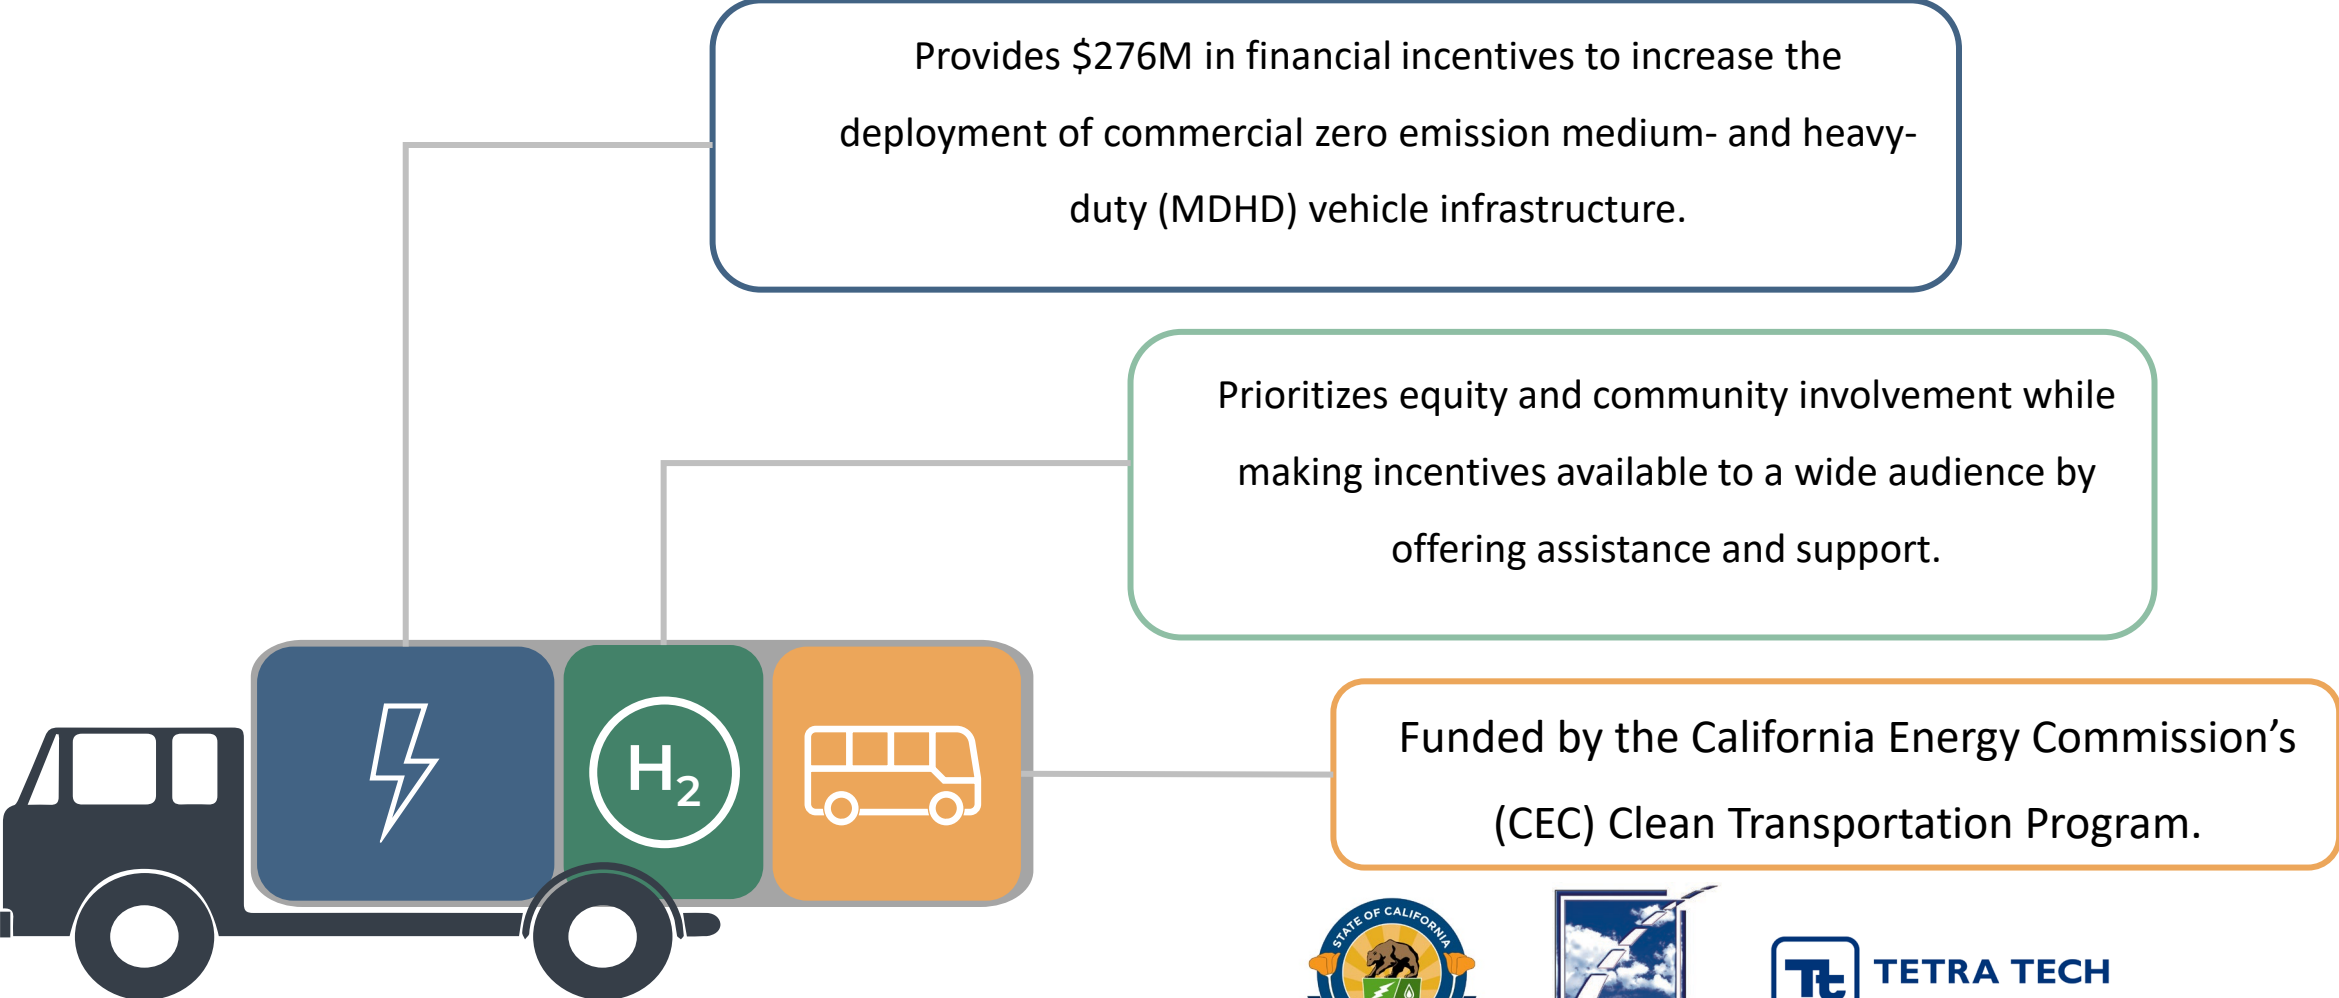 Provides $276M in financial incentives to increase the
deployment of commercial zero emission medium- and heavy-
duty (MDHD) vehicle infrastructure.
Prioritizes equity and community involvement while
making incentives available to a wide audience by
offering assistance and support.
H2
Funded by the California Energy Commission’s
(CEC) Clean Transportation Program.
STATE OF CALIFORNIA
Tt TETRA TECH